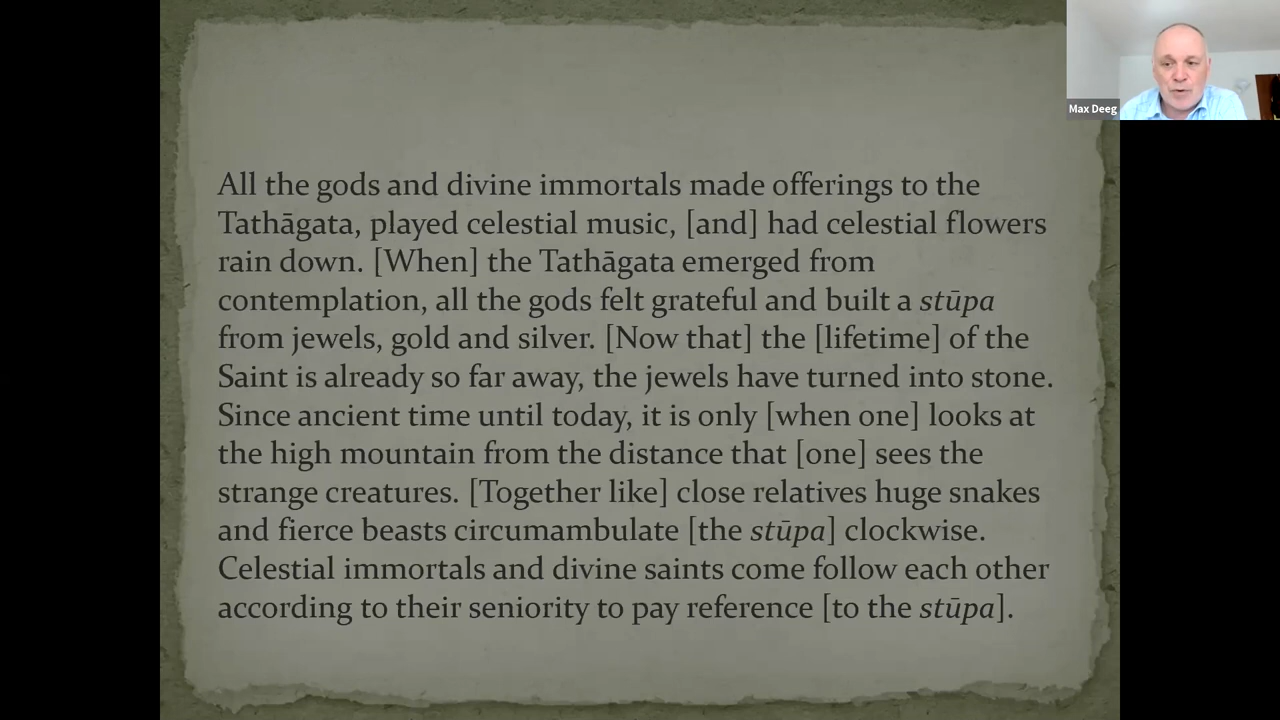 Max Deeg
All the gods and divine immortals made offerings to the
Tathāgata, played celestial music, [and] had celestial flowers
rain down. [When] the Tathāgata emerged from
contemplation, all the gods felt grateful and built a stūpa
from jewels, gold and silver. [Now that] the [lifetime] of the
Saint is already so far away, the jewels have turned into stone.
Since ancient time until today, it is only [when one] looks at
the high mountain from the distance that [one] sees the
strange creatures. [Together like] close relatives huge snakes
and fierce beasts circumambulate [the stūpa] clockwise.
Celestial immortals and divine saints come follow each other
according to their seniority to pay reference [to the stūpa].